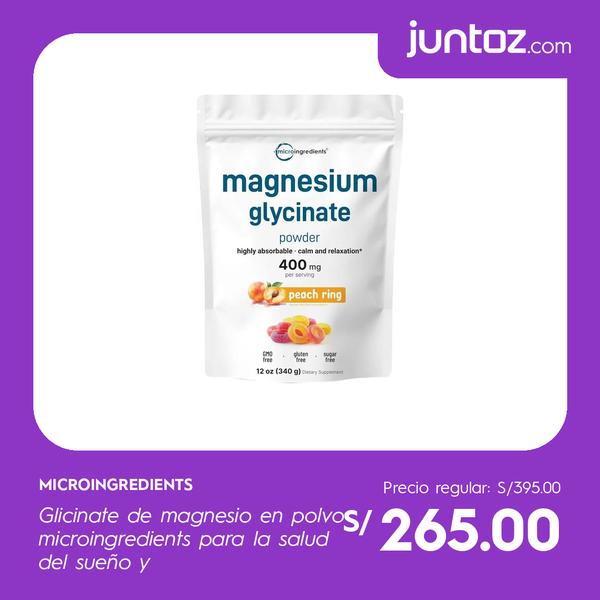 juntoz.com
microingredients®
magnesium
glycinate
powder
highly absorbable · calm and relaxation*
400 mg
per serving
peach ring
GMO free · gluten free · sugar free
12 oz (340 g) Dietary Supplement
MICROINGREDIENTS
Precio regular: S/395.00
Glicinate de magnesio en polvo
S/ 265.00
microingredients para la salud
del sueño y